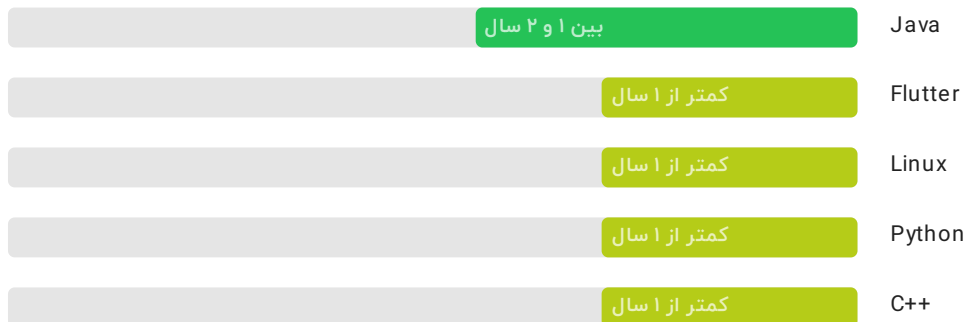 Java بین ۱ و ۲ سال
Flutter کمتر از ۱ سال
Linux کمتر از ۱ سال
Python کمتر از ۱ سال
C++ کمتر از ۱ سال